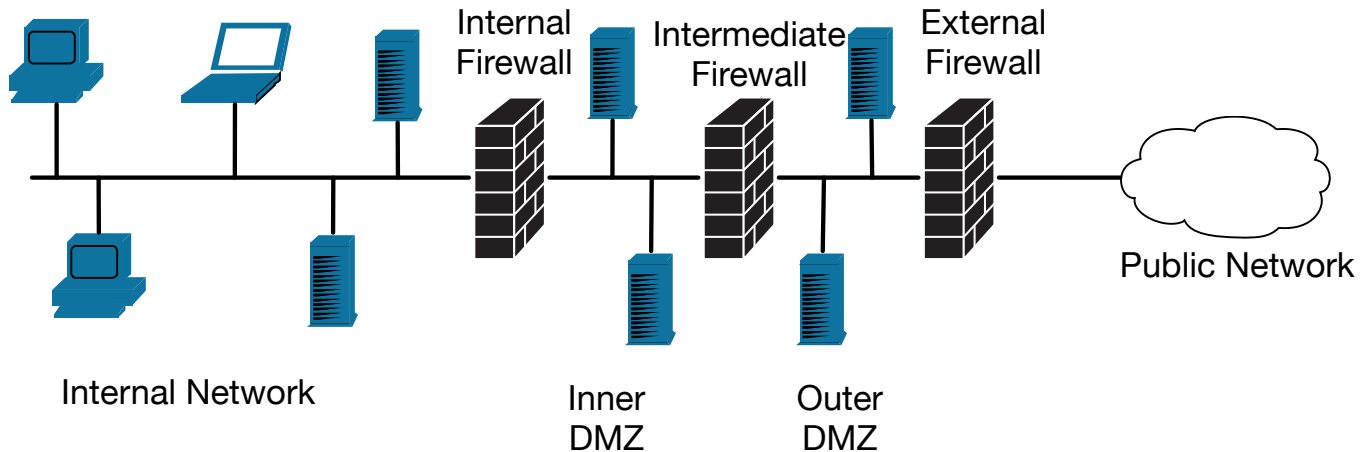 Internal
Firewall
Intermediate
Firewall
External
Firewall
Public Network
Internal Network
Inner
DMZ
Outer
DMZ